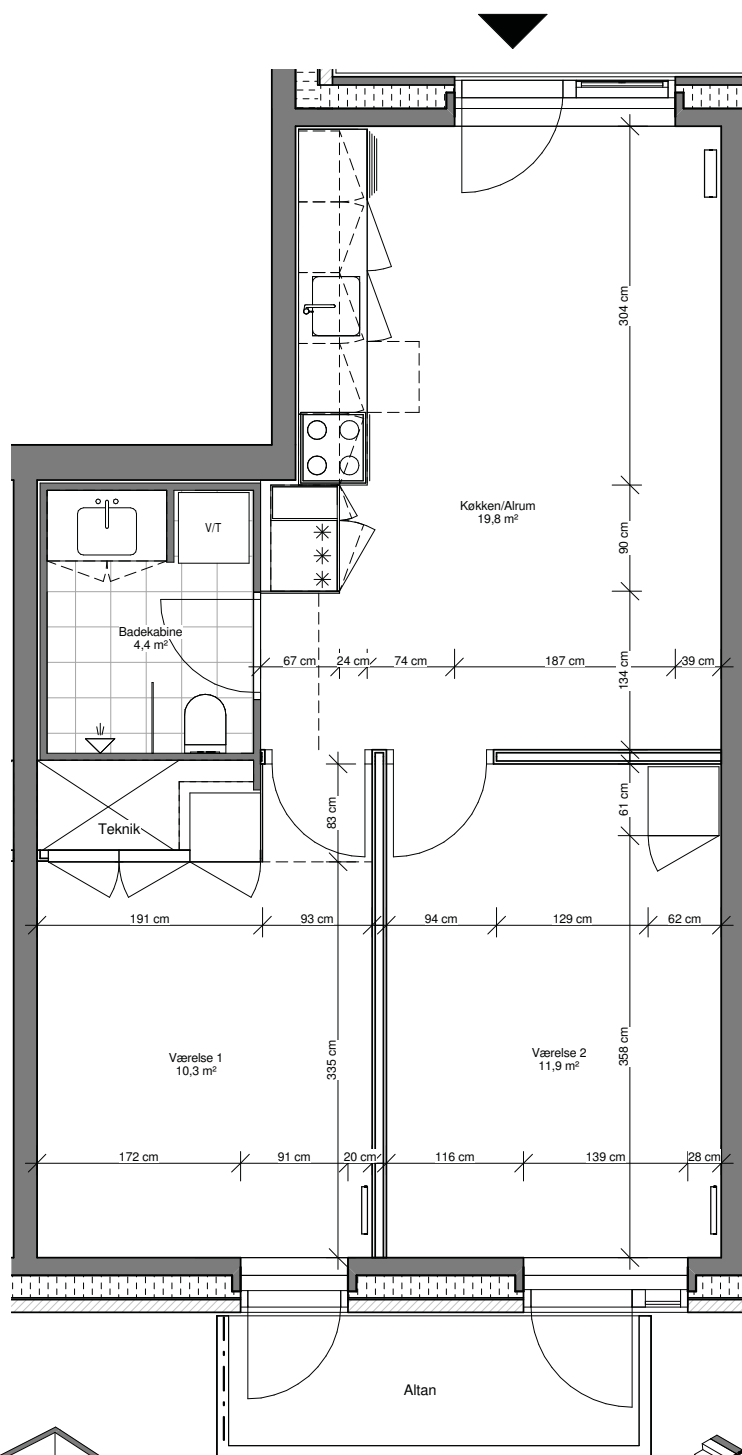 304 cm
Køkken/Alrum
19,8 m²
V/T
90 cm
Badekabine
4,4 m²
67 cm
24 cm
74 cm
187 cm
39 cm
134 cm
83 cm
61 cm
Teknik
191 cm
93 cm
94 cm
129 cm
62 cm
Værelse 1
10,3 m²
335 cm
Værelse 2
11,9 m²
358 cm
172 cm
91 cm
20 cm
116 cm
139 cm
28 cm
Altan